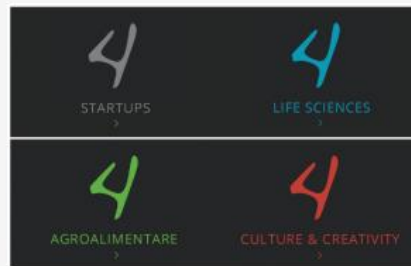 4 4
STARTUPS LIFE SCIENCES
4 4
AGROALIMENTARE CULTURE & CREATIVITY